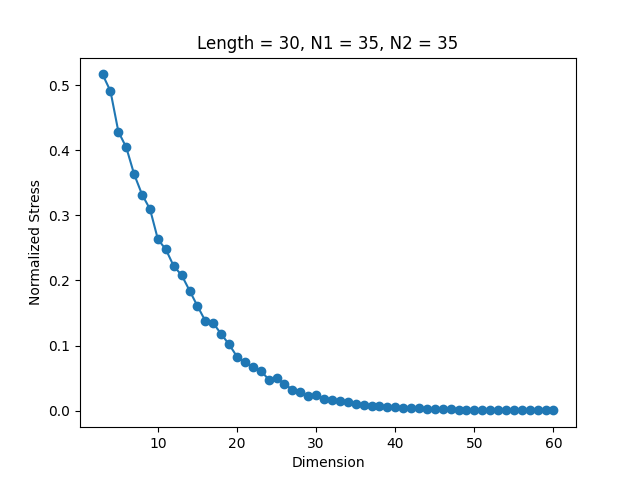 Length = 30, N1 = 35, N2 = 35
Normalized Stress
0.5
0.4
0.3
0.2
0.1
0.0
10 20 30 40 50 60
Dimension